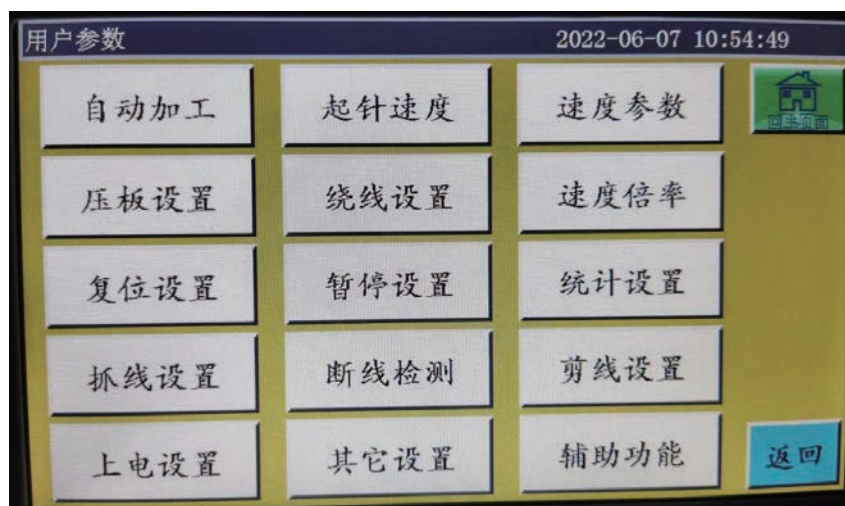 用户参数 2022-06-07 10:54:49
自动加工 起针速度 速度参数
回主页面
压板设置 绕线设置 速度倍率
复位设置 暂停设置 统计设置
抓线设置 断线检测 剪线设置
上电设置 其它设置 辅助功能 返回